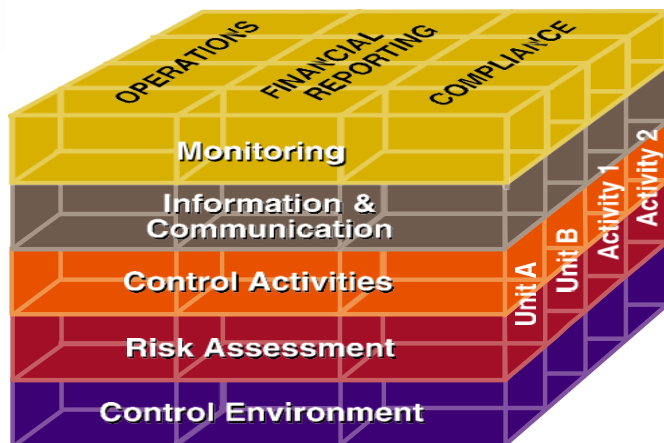 OPERATIONS
FINANCIAL
REPORTING
COMPLIANCE
Monitoring
Information &
Communication
Control Activities
Risk Assessment
Control Environment
Unit A
Unit B
Activity 1
Activity 2